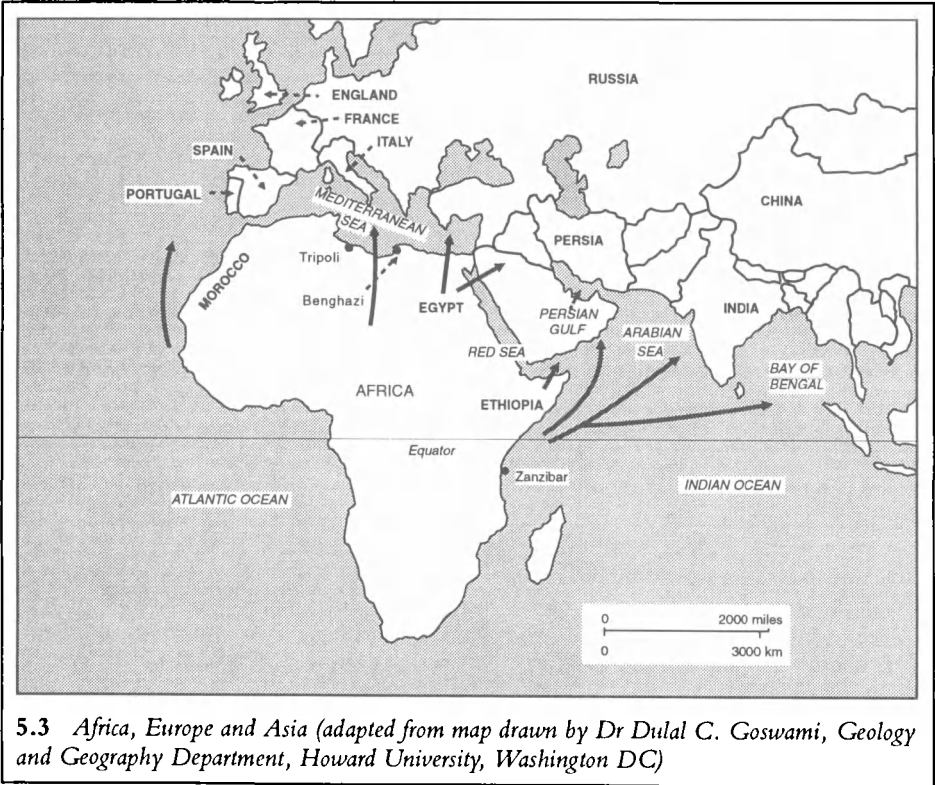 RUSSIA
ENGLAND
FRANCE
ITALY
SPAIN
PORTUGAL
MEDITERRANEAN
SEA
CHINA
PERSIA
Tripoli
MOROCCO
Benghazi
EGYPT
PERSIAN
GULF
INDIA
ARABIAN
SEA
RED SEA
BAY OF
BENGAL
AFRICA
ETHIOPIA
Equator
Zanzibar
ATLANTIC OCEAN
INDIAN OCEAN
0 2000 miles
0 3000 km
5.3 Africa, Europe and Asia (adapted from map drawn by Dr Dulal C. Goswami, Geology
and Geography Department, Howard University, Washington DC)